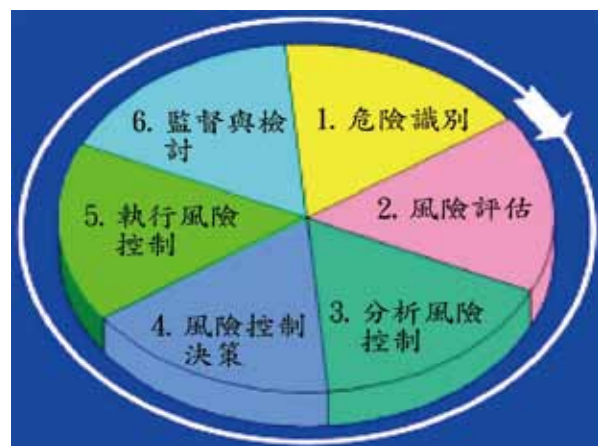 1. 危險識別
2. 風險評估
3. 分析風險
控制
4. 風險控制
決策
5. 執行風險
控制
6. 監督與檢
討